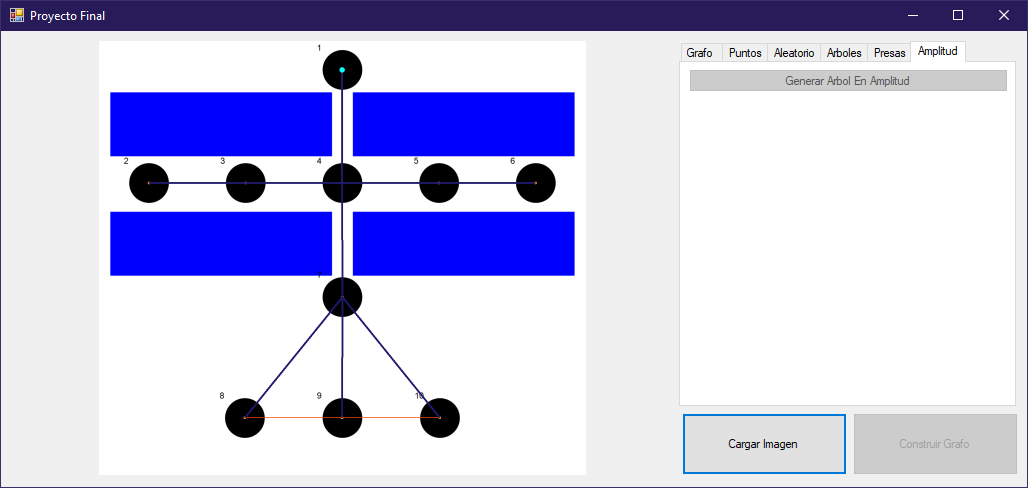 Proyecto Final
Grafo Puntos Aleatorio Arboles Presas Amplitud
Generar Arbol En Amplitud
1
2 3 4 5 6
7
8 9 10
Cargar Imagen Construir Grafo